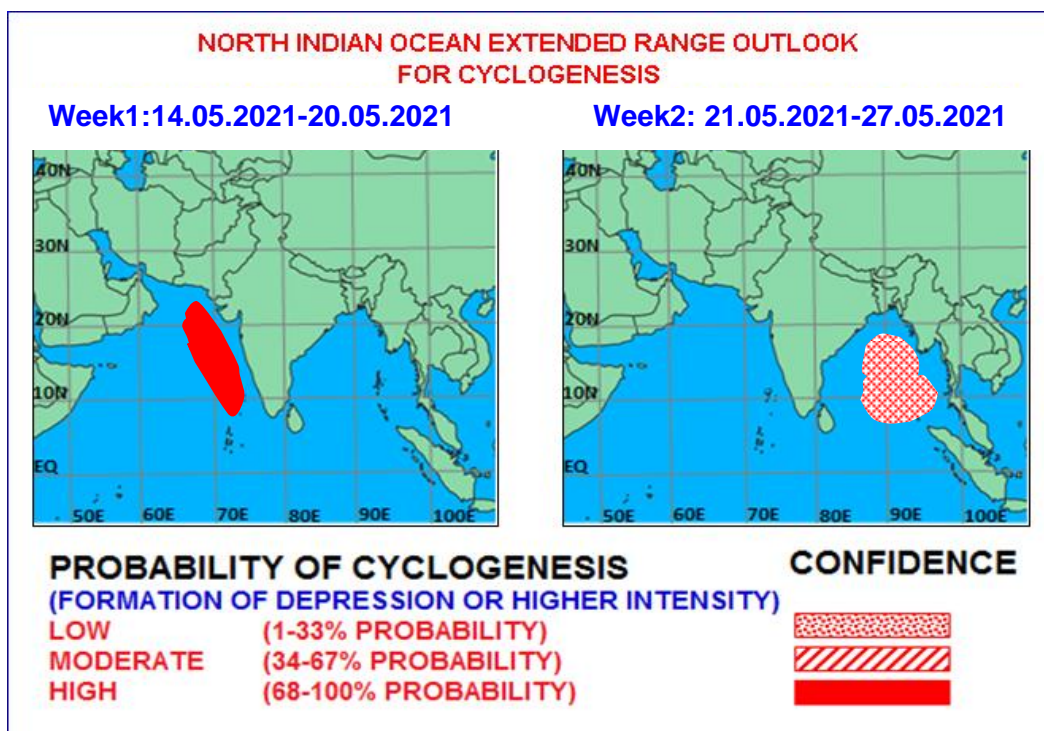 NORTH INDIAN OCEAN EXTENDED RANGE OUTLOOK
FOR CYCLOGENESIS
Week1:14.05.2021-20.05.2021
40N
30N
20N
10N
EQ
50E 60E 70E 80E 90E 100E
Week2: 21.05.2021-27.05.2021
40N
30N
20N
10N
EQ
50E 60E 70E 80E 90E 100E
PROBABILITY OF CYCLOGENESIS
(FORMATION OF DEPRESSION OR HIGHER INTENSITY)
CONFIDENCE
LOW (1-33% PROBABILITY)
MODERATE (34-67% PROBABILITY)
HIGH (68-100% PROBABILITY)